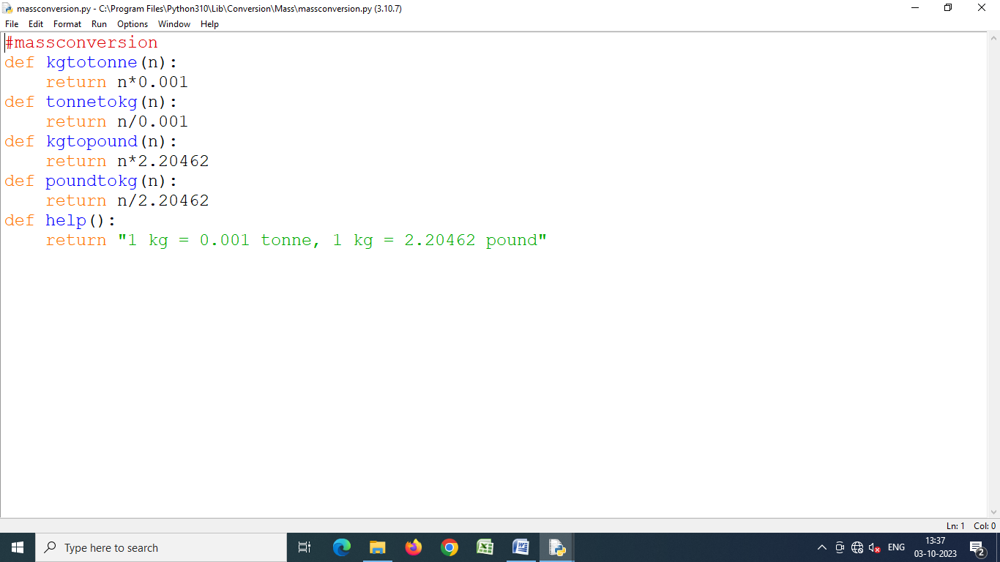 massconversion.py - C:\Program Files\Python310\Lib\Conversion\Mass\massconversion.py (3.10.7)
File Edit Format Run Options Window Help
#massconversion
def kgtotonne(n):
    return n*0.001
def tonnetokg(n):
    return n/0.001
def kgtopound(n):
    return n*2.20462
def poundtokg(n):
    return n/2.20462
def help():
    return "1 kg = 0.001 tonne, 1 kg = 2.20462 pound"
Ln: 1 Col: 0
Type here to search
ENG
13:37
03-10-2023
2